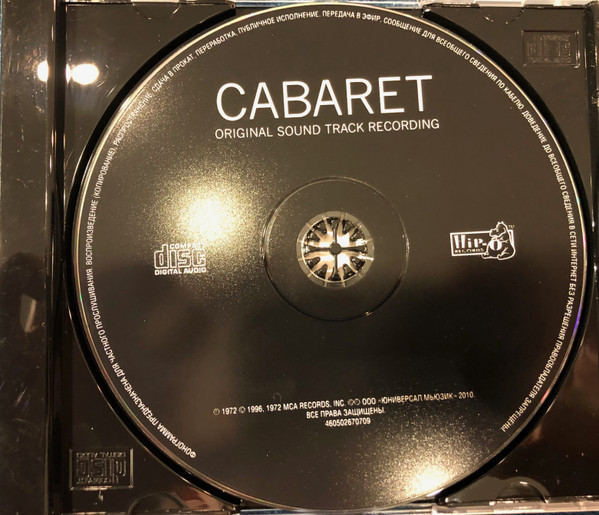 ФОНОГРАММА ПРЕДНАЗНАЧЕНА ДЛЯ ЧАСТНОГО ПРОСЛУШИВАНИЯ. ВОСПРОИЗВЕДЕНИЕ (КОПИРОВАНИЕ), РАСПРОСТРАНЕНИЕ, СДАЧА В ПРОКАТ, ПЕРЕРАБОТКА, ПУБЛИЧНОЕ ИСПОЛНЕНИЕ, ПЕРЕДАЧА В ЭФИР, СООБЩЕНИЕ ДЛЯ ВСЕОБЩЕГО СВЕДЕНИЯ ПО КАБЕЛЮ, ДОВЕДЕНИЕ ДО ВСЕОБЩЕГО СВЕДЕНИЯ В СЕТИ ИНТЕРНЕТ БЕЗ РАЗРЕШЕНИЯ ПРАВООБЛАДАТЕЛЯ ЗАПРЕЩЕНЫ
CABARET
ORIGINAL SOUND TRACK RECORDING
COMPACT
disc
DIGITAL AUDIO
HIP-O
RECORDS
℗ 1972 © 1996, 1972 MCA RECORDS, INC. ℗© ООО «ЮНИВЕРСАЛ МЬЮЗИК» 2010.
ВСЕ ПРАВА ЗАЩИЩЕНЫ.
460502670709